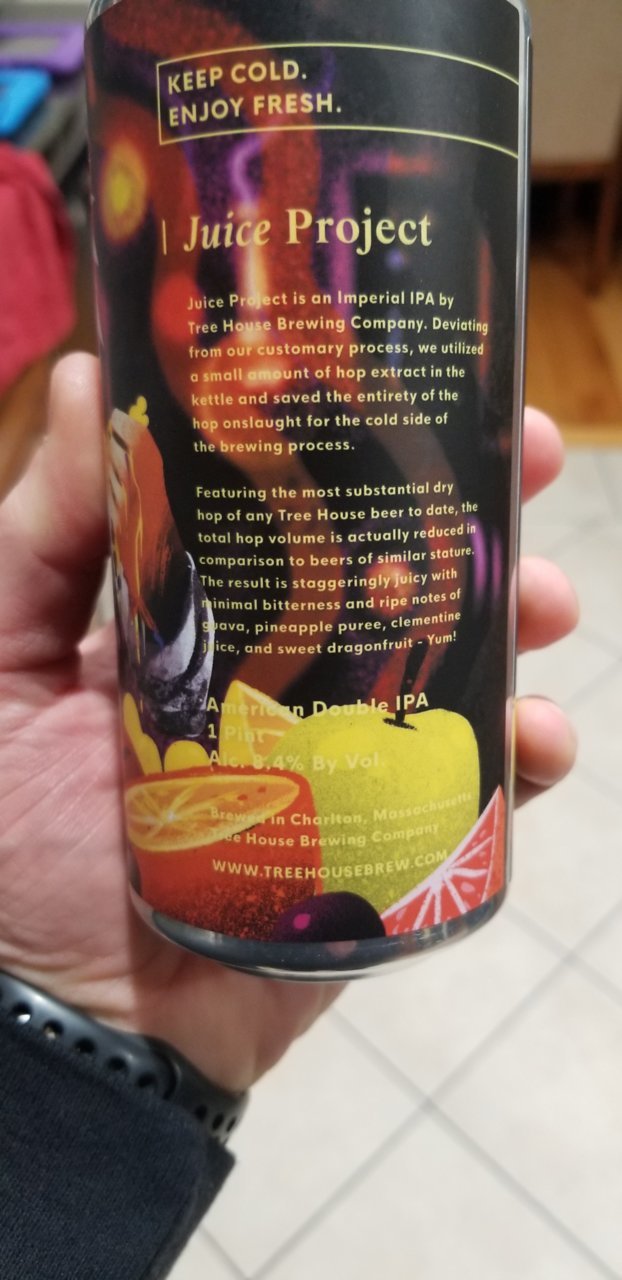 KEEP COLD.
ENJOY FRESH.
| Juice Project
Juice Project is an Imperial IPA by
Tree House Brewing Company. Deviating
from our customary process, we utilized
a small amount of hop extract in the
kettle and saved the entirety of the
hop onslaught for the cold side of
the brewing process.
Featuring the most substantial dry
hop of any Tree House beer to date, the
total hop volume is actually reduced in
comparison to beers of similar stature.
The result is staggeringly juicy with
minimal bitterness and ripe notes of
guava, pineapple puree, clementine
juice, and sweet dragonfruit - Yum!
American Double IPA
1 Pint
Alc. 8.4% By Vol.
Brewed in Charlton, Massachusetts
Tree House Brewing Company
WWW.TREEHOUSEBREW.COM